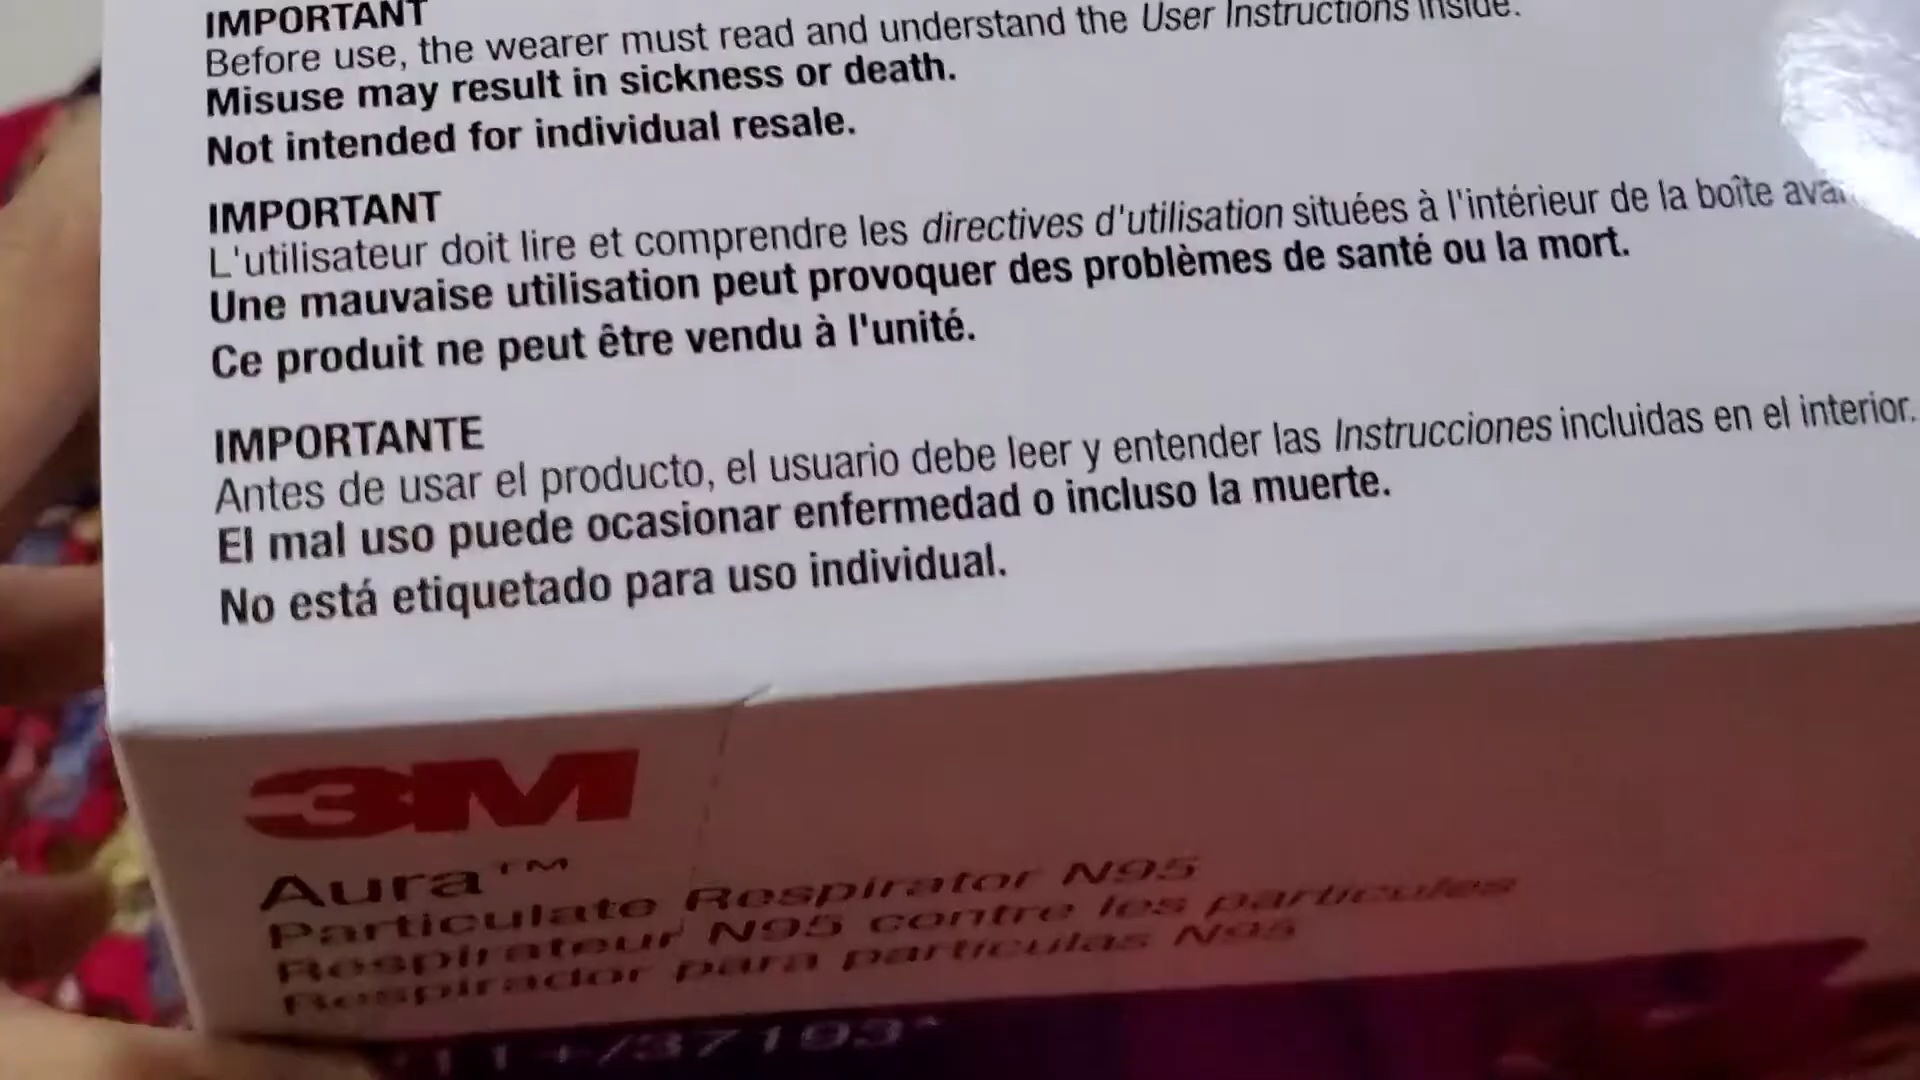 IMPORTANT
Before use, the wearer must read and understand the User Instructions inside.
Misuse may result in sickness or death.
Not intended for individual resale.
IMPORTANT
L'utilisateur doit lire et comprendre les directives d'utilisation situées à l'intérieur de la boîte
Une mauvaise utilisation peut provoquer des problèmes de santé ou la mort.
Ce produit ne peut être vendu à l'unité.
IMPORTANTE
Antes de usar el producto, el usuario debe leer y entender las Instrucciones incluidas en el interior.
El mal uso puede ocasionar enfermedad o incluso la muerte.
No está etiquetado para uso individual.
3M
Aura™
Particulate Respirator N95
Respirateur N95 contre les particules
Respirador para partículas N95